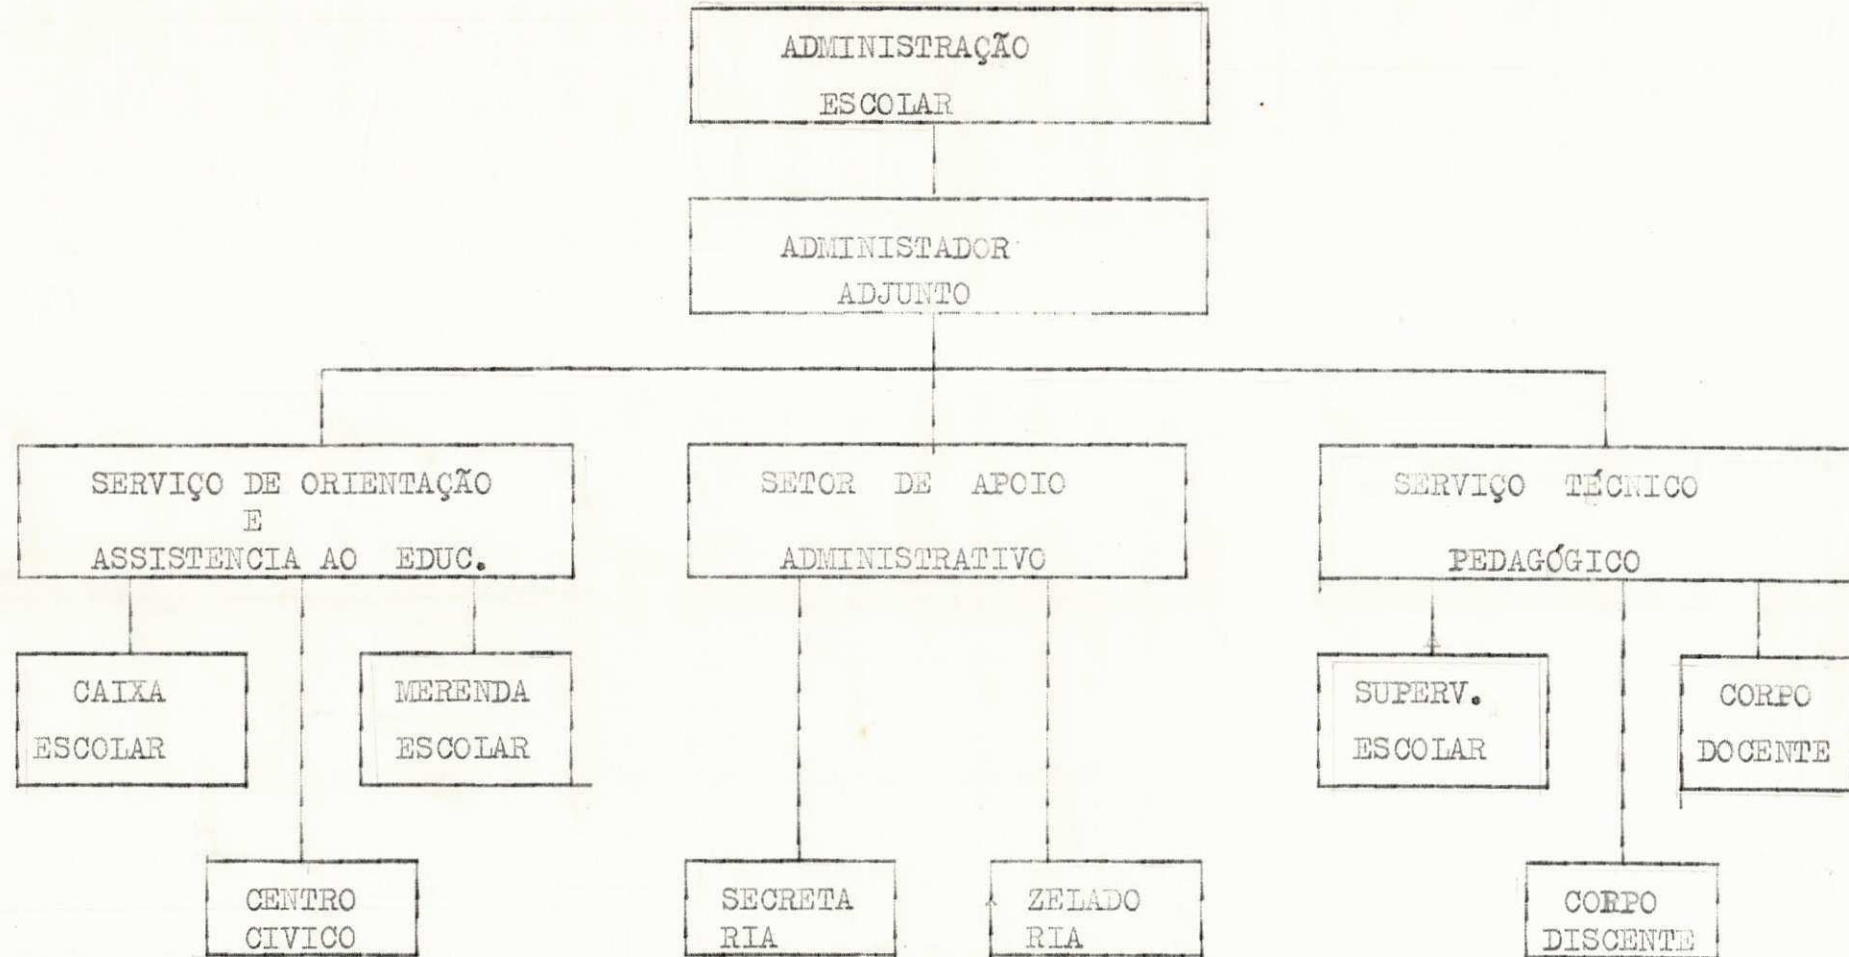 ADMINISTRAÇÃO
ESCOLAR
ADMINISTADOR
ADJUNTO
SERVIÇO DE ORIENTAÇÃO
E
ASSISTENCIA AO EDUC.
SETOR DE APOIO
ADMINISTRATIVO
SERVIÇO TÉCNICO
PEDAGÓGICO
CAIXA
ESCOLAR
MERENDA
ESCOLAR
SUPERV.
ESCOLAR
CORPO
DOCENTE
CENTRO
CIVICO
SECRETA
RIA
ZELADO
RIA
CORPO
DISCENTE